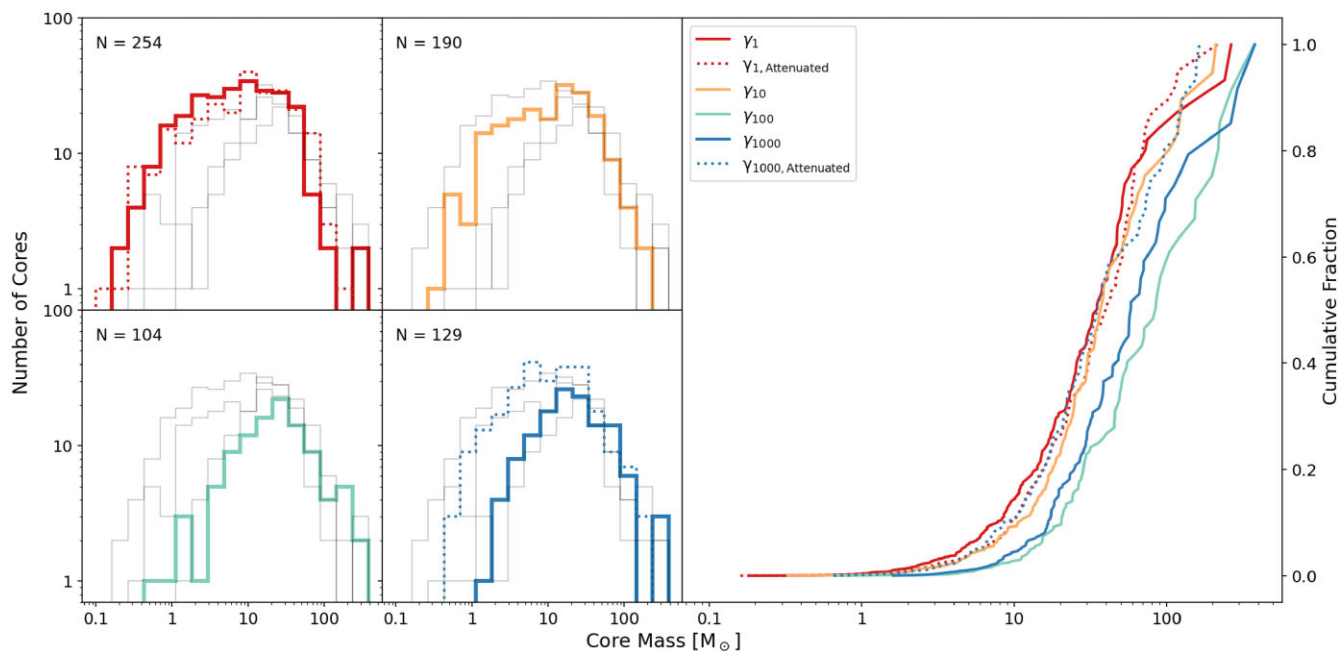 100
10
1
100
10
1
Number of Cores
N = 254
N = 190
N = 104
N = 129
0.1
1
10
100
0.1
1
10
100
0.1
1
10
100
Core Mass [M⊙]
γ1
γ1, Attenuated
γ10
γ100
γ1000
γ1000, Attenuated
1.0
0.8
0.6
0.4
0.2
0.0
Cumulative Fraction